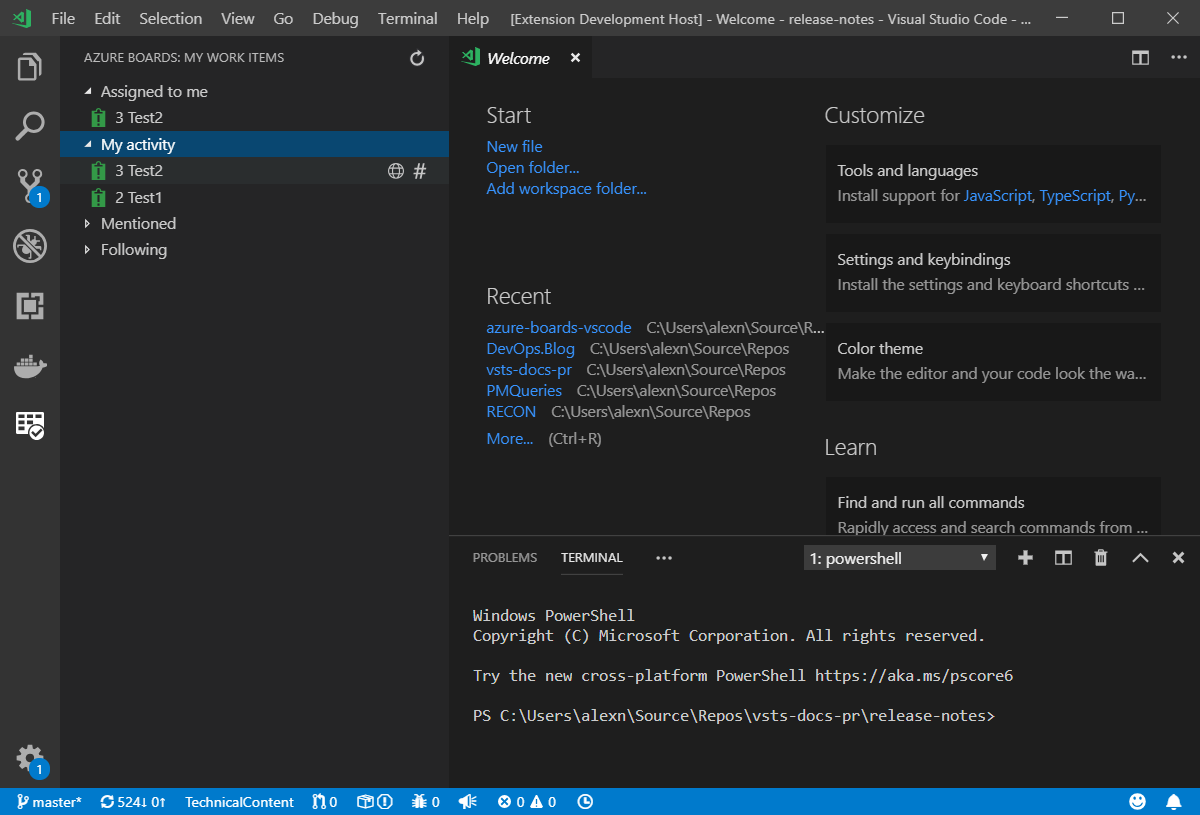 File Edit Selection View Go Debug Terminal Help [Extension Development Host] - Welcome - release-notes - Visual Studio Code - ...
AZURE BOARDS: MY WORK ITEMS
Assigned to me
3 Test2
My activity
3 Test2 #
2 Test1
Mentioned
Following
1
1
Welcome
Start
New file
Open folder...
Add workspace folder...
Recent
azure-boards-vscode C:\Users\alexn\Source\R...
DevOps.Blog C:\Users\alexn\Source\Repos
vsts-docs-pr C:\Users\alexn\Source\Repos
PMQueries C:\Users\alexn\Source\Repos
RECON C:\Users\alexn\Source\Repos
More... (Ctrl+R)
Customize
Tools and languages
Install support for JavaScript, TypeScript, Py...
Settings and keybindings
Install the settings and keyboard shortcuts ...
Color theme
Make the editor and your code look the wa...
Learn
Find and run all commands
Rapidly access and search commands from ...
PROBLEMS TERMINAL ... 1: powershell
Windows PowerShell
Copyright (C) Microsoft Corporation. All rights reserved.
Try the new cross-platform PowerShell https://aka.ms/pscore6
PS C:\Users\alexn\Source\Repos\vsts-docs-pr\release-notes>
master* 524↓ 0↑ TechnicalContent 0 0 0 0